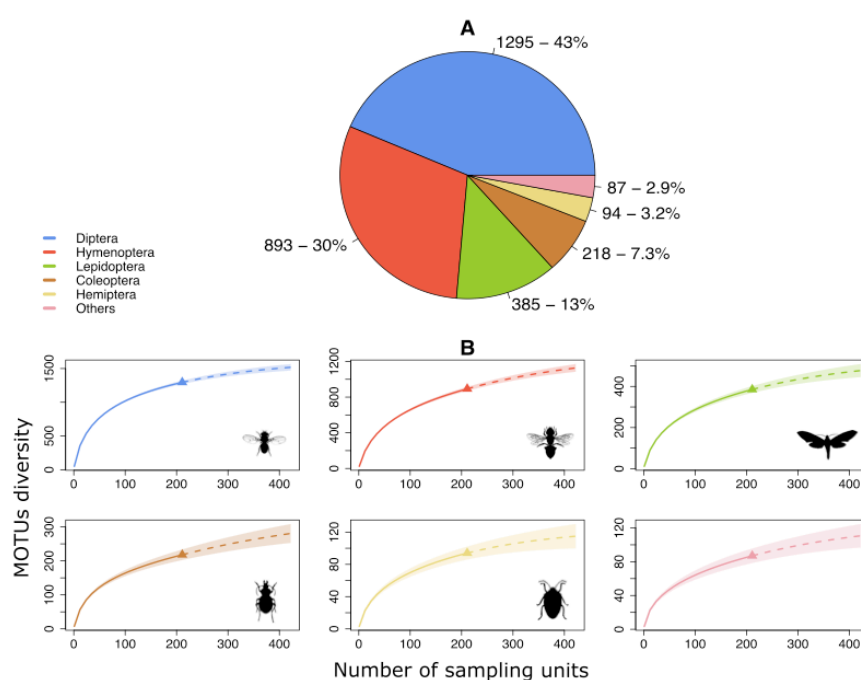 A
1295 – 43%
87 – 2.9%
94 – 3.2%
893 – 30%
218 – 7.3%
385 – 13%
Diptera
Hymenoptera
Lepidoptera
Coleoptera
Hemiptera
Others
B
MOTUs diversity
0 500 1500
0 100 200 300 400
0 400 800 1200
0 100 200 300 400
0 200 400
0 100 200 300 400
0 100 200 300
0 100 200 300 400
0 40 80 120
0 100 200 300 400
0 40 80 120
0 100 200 300 400
Number of sampling units